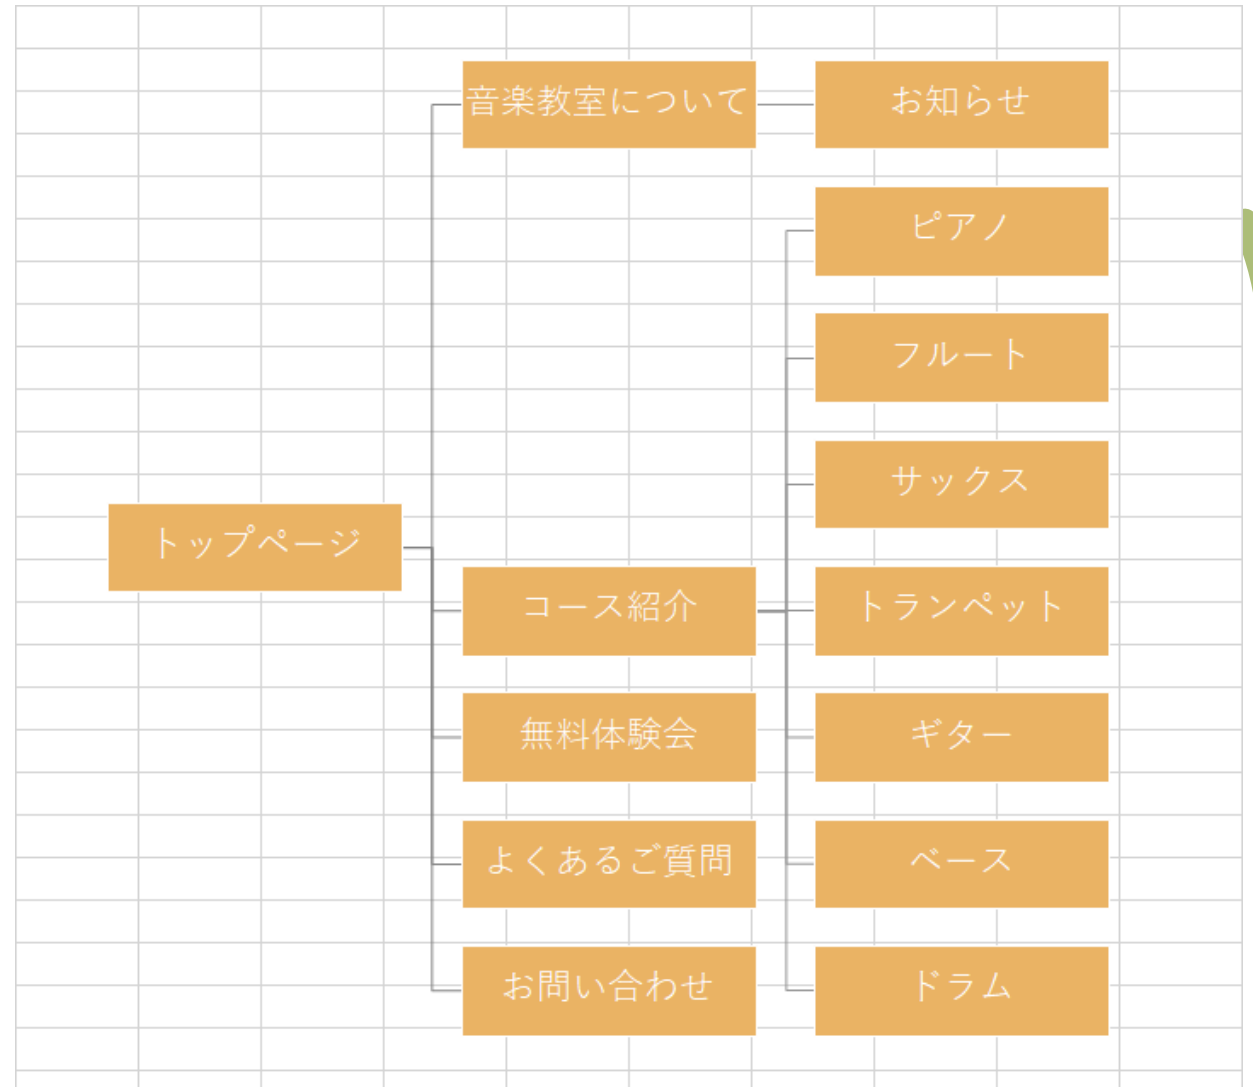 音楽教室について
お知らせ
ピアノ
フルート
サックス
トップページ
コース紹介
トランペット
無料体験会
ギター
よくあるご質問
ベース
お問い合わせ
ドラム